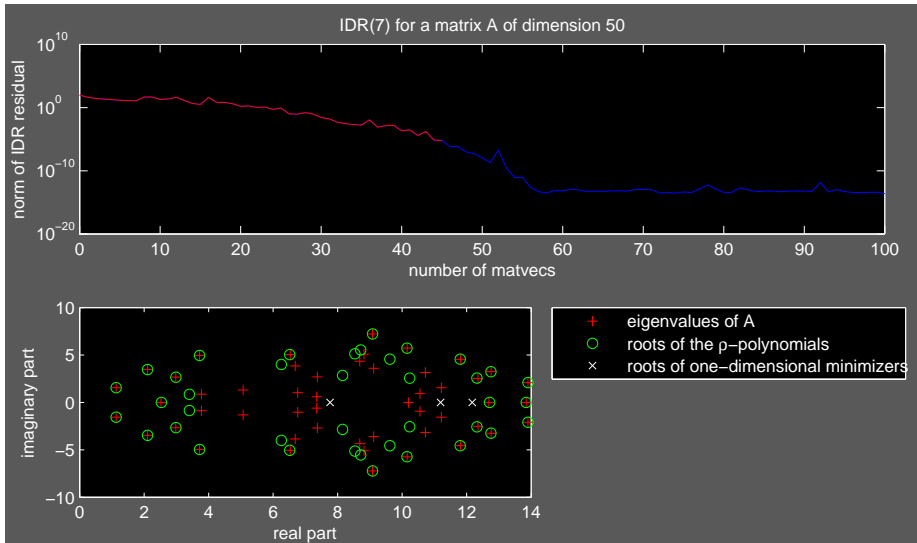 IDR(7) for a matrix A of dimension 50
norm of IDR residual
10^10
10^0
10^-10
10^-20
0 10 20 30 40 50 60 70 80 90 100
number of matvecs
imaginary part
10
5
0
−5
−10
0 2 4 6 8 10 12 14
real part
eigenvalues of A
roots of the ρ−polynomials
roots of one−dimensional minimizers